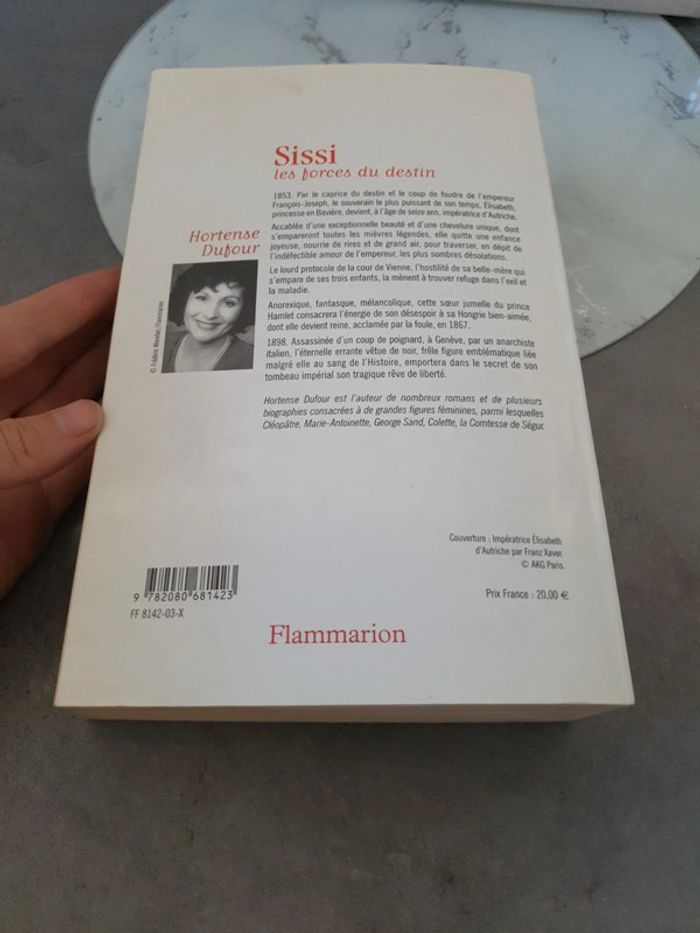 Sissi
les forces du destin
1853. Par le caprice du destin et le coup de foudre de l'empereur
François-Joseph, le souverain le plus puissant de son temps, Élisabeth,
princesse en Bavière, devient, à l'âge de seize ans, impératrice d'Autriche.
Accablée d'une exceptionnelle beauté et d'une chevelure unique, dont
s'empareront toutes les mièvres légendes, elle quitte une enfance
joyeuse, nourrie de rires et de grand air, pour traverser, en dépit de
l'indéfectible amour de l'empereur, les plus sombres désolations.
Le lourd protocole de la cour de Vienne, l'hostilité de sa belle-mère qui
s'empare de ses trois enfants, la mènent à trouver refuge dans l'exil et
la maladie.
Anorexique, fantasque, mélancolique, cette sœur jumelle du prince
Hamlet consacrera l'énergie de son désespoir à sa Hongrie bien-aimée,
dont elle devient reine, acclamée par la foule, en 1867.
1898. Assassinée d'un coup de poignard, à Genève, par un anarchiste
italien, l'éternelle errante vêtue de noir, frêle figure emblématique liée
malgré elle au sang de l'Histoire, emportera dans le secret de son
tombeau impérial son tragique rêve de liberté.
Hortense Dufour est l'auteur de nombreux romans et de plusieurs
biographies consacrées à de grandes figures féminines, parmi lesquelles
Cléopâtre, Marie-Antoinette, George Sand, Colette, la Comtesse de Ségur.
Hortense
Dufour
© Frédéric / Flammarion
Couverture : Impératrice Élisabeth
d'Autriche par Franz Xaver.
© AKG Paris.
Prix France : 20,00 €
9 782080 681423
FF 8142-03-X
Flammarion